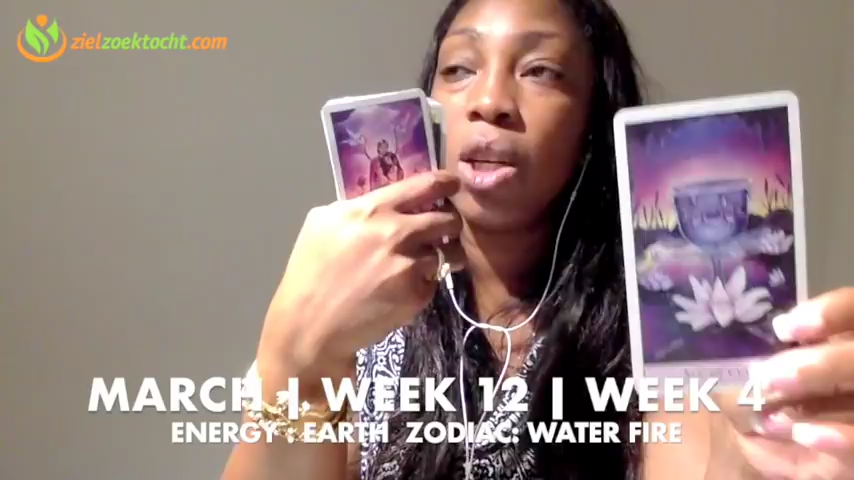 zielzoektocht.com
MARCH | WEEK 12 | WEEK 4
ENERGY : EARTH ZODIAC: WATER FIRE